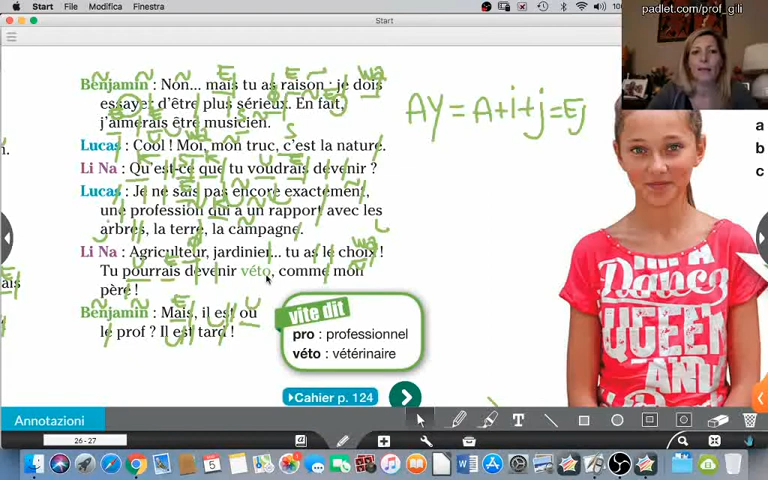 Start File Modifica Finestra
100
padlet.com/prof_gili
Start
Benjamin : Non... mais tu as raison : je dois
essayer d'être plus sérieux. En fait,
j'aimerais être musicien.
Lucas : Cool ! Moi, mon truc, c'est la nature.
Li Na : Qu'est-ce que tu voudrais devenir ?
Lucas : Je ne sais pas encore exactement,
une profession qui a un rapport avec les
arbres, la terre, la campagne.
Li Na : Agriculteur, jardinier... tu as le choix !
Tu pourrais devenir véto, comme mon
père !
Benjamin : Mais, il est où
le prof ? Il est tard !
AY = A+i+j = Ej
vite dit
pro : professionnel
véto : vétérinaire
Cahier p. 124
a
b
c
I'M A
Dancing
QUEEN
AND
Annotazioni
26 - 27